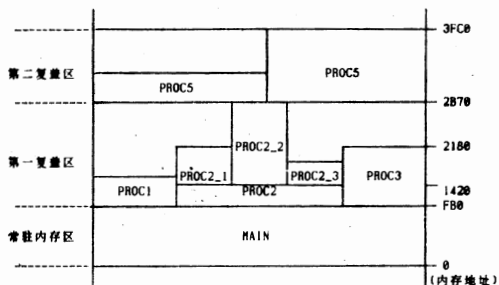 3FC0
第二复盖区
PROC5
PROC5
2B70
第一复盖区
PROC2_2
2180
PROC2_1
PROC2_3
PROC1
PROC2
PROC3
1420
FB0
常驻内存区
MAIN
0
(内存地址)